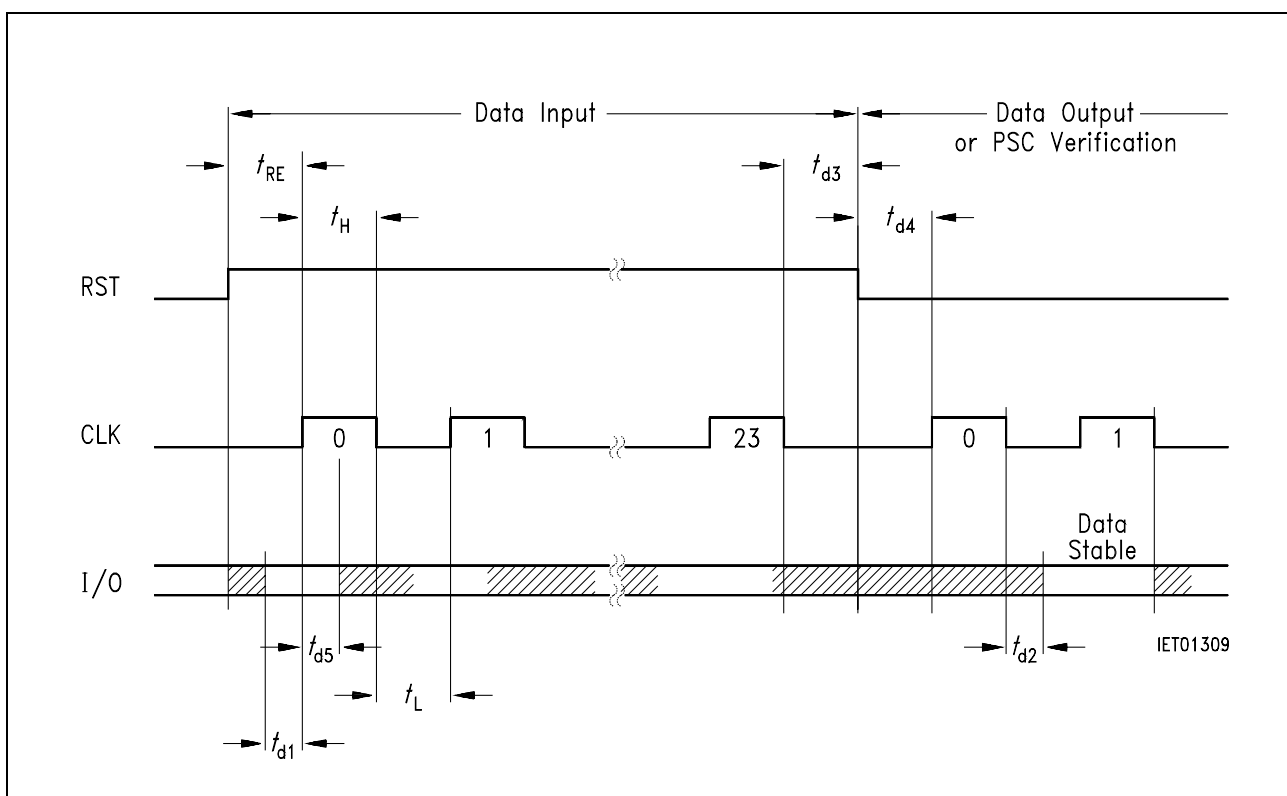 Data Input
Data Output
or PSC Verification
tRE
td3
tH
td4
RST
CLK
0
1
23
0
1
Data
Stable
I/O
td5
td2
IET01309
tL
td1